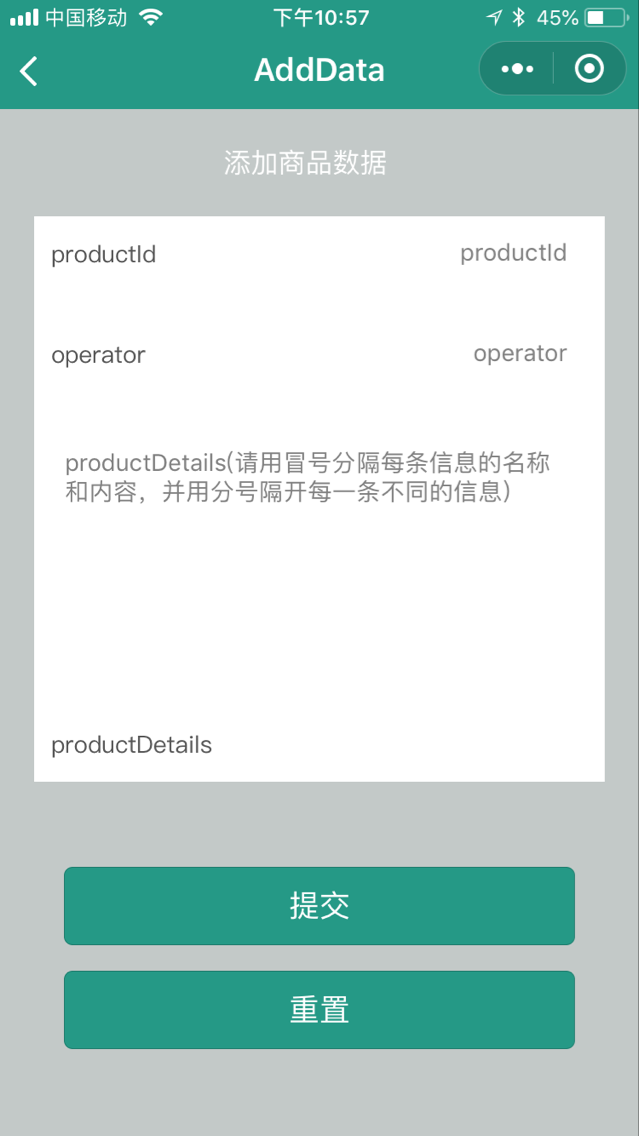 中国移动 下午10:57 45%
AddData
添加商品数据
productId productId
operator operator
productDetails(请用冒号分隔每条信息的名称
和内容，并用分号隔开每一条不同的信息)
productDetails
提交
重置